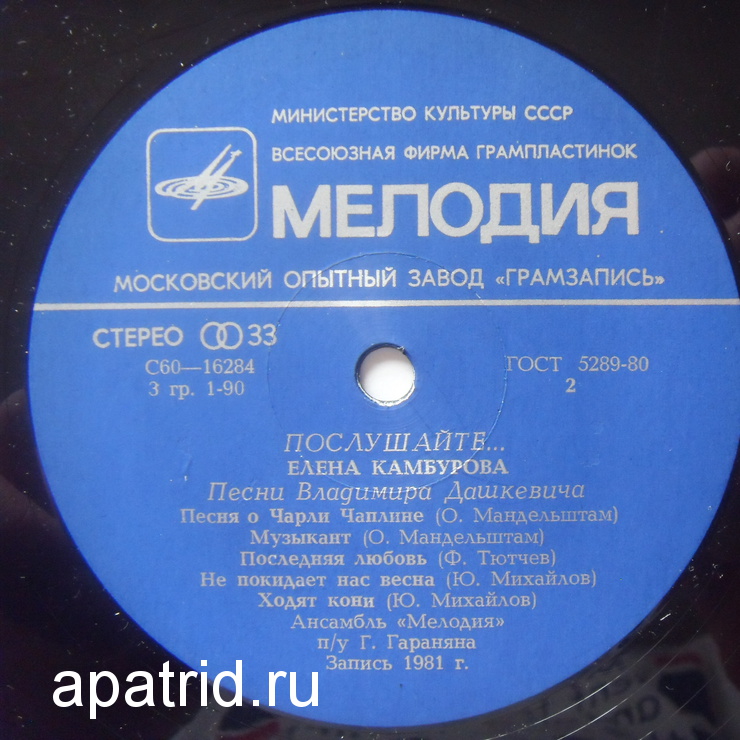 МИНИСТЕРСТВО КУЛЬТУРЫ СССР
ВСЕСОЮЗНАЯ ФИРМА ГРАМПЛАСТИНОК
МЕЛОДИЯ
МОСКОВСКИЙ ОПЫТНЫЙ ЗАВОД «ГРАМЗАПИСЬ»
СТЕРЕО 33
С60—16284
3 гр. 1-90
ГОСТ 5289-80
2
ПОСЛУШАЙТЕ...
ЕЛЕНА КАМБУРОВА
Песни Владимира Дашкевича
Песня о Чарли Чаплине (О. Мандельштам)
Музыкант (О. Мандельштам)
Последняя любовь (Ф. Тютчев)
Не покидает нас весна (Ю. Михайлов)
Ходят кони (Ю. Михайлов)
Ансамбль «Мелодия»
п/у Г. Гараняна
Запись 1981 г.
apatrid.ru